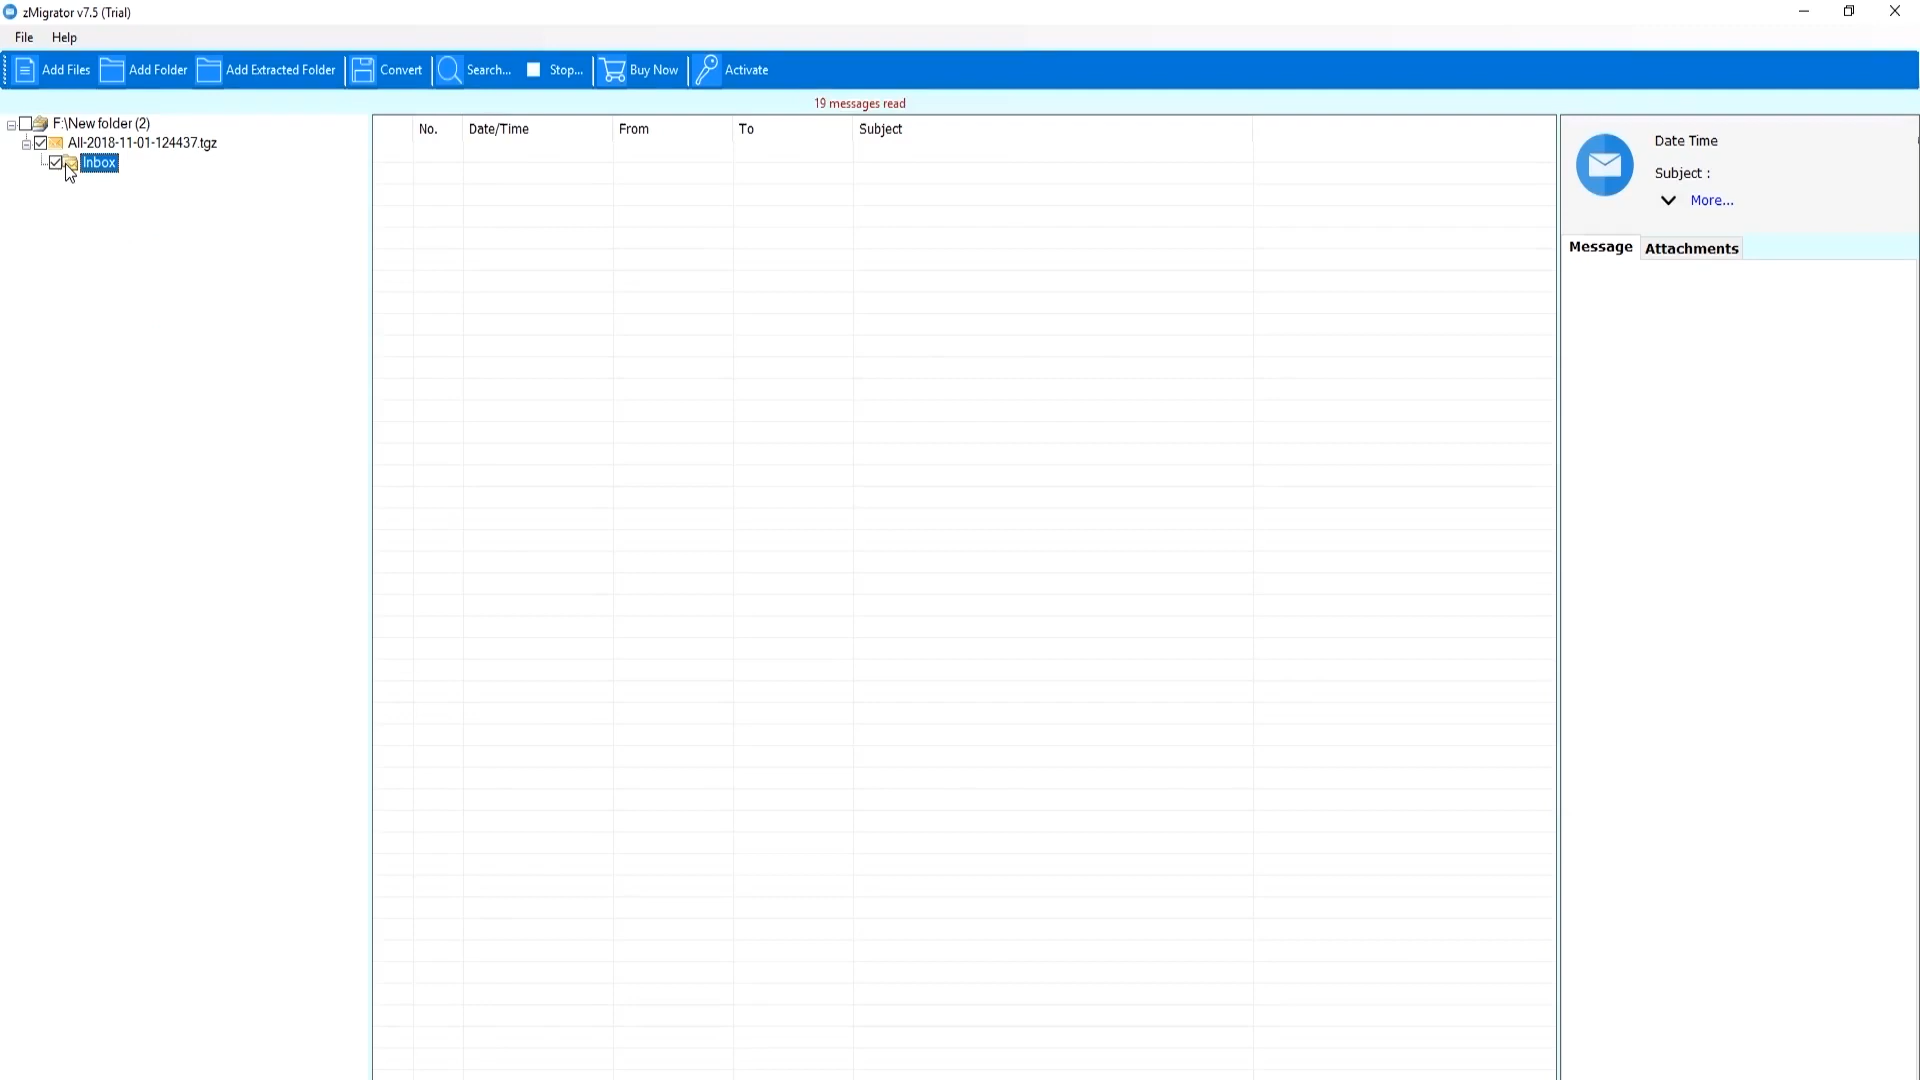 zMigrator v7.5 (Trial)
File Help
Add Files Add Folder Add Extracted Folder Convert Search... Stop... Buy Now Activate
19 messages read
F:\New folder (2)
All-2018-11-01-124437.tgz
Inbox
No. Date/Time From To Subject
Date Time
Subject :
More...
Message Attachments